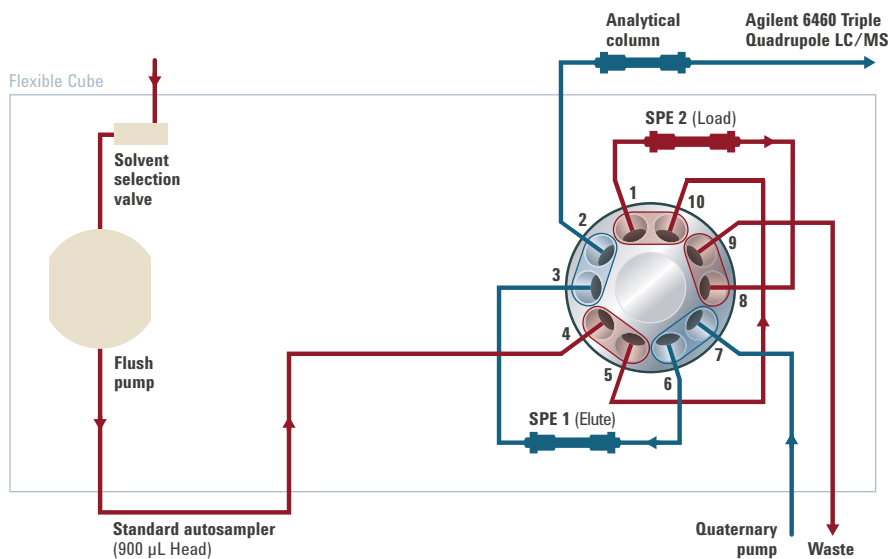 Analytical
column
Agilent 6460 Triple
Quadrupole LC/MS
Flexible Cube
SPE 2 (Load)
Solvent
selection
valve
1
10
2
9
3
8
4
7
5
6
Flush
pump
SPE 1 (Elute)
Standard autosampler
(900 µL Head)
Quaternary
pump
Waste